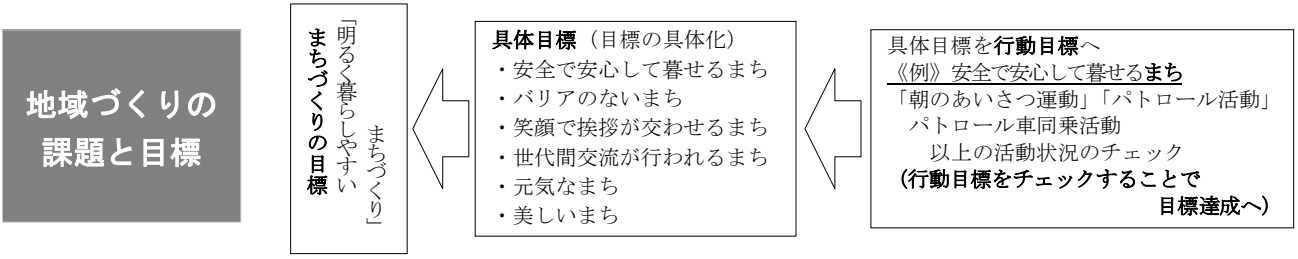 地域づくりの
課題と目標
「明るく暮らしやすい
まちづくり」
まちづくりの目標
具体目標（目標の具体化）
・安全で安心して暮せるまち
・バリアのないまち
・笑顔で挨拶が交わせるまち
・世代間交流が行われるまち
・元気なまち
・美しいまち
具体目標を行動目標へ
《例》安全で安心して暮せるまち
「朝のあいさつ運動」「パトロール活動」
パトロール車同乗活動
以上の活動状況のチェック
（行動目標をチェックすることで
目標達成へ）